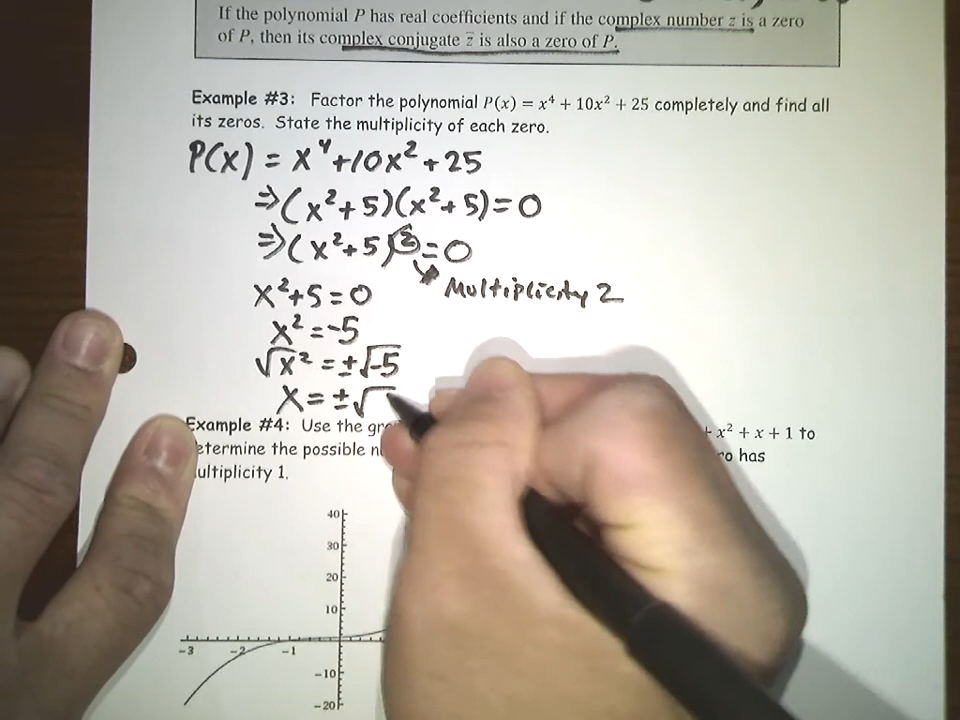 If the polynomial P has real coefficients and if the complex number z is a zero
of P, then its complex conjugate z̄ is also a zero of P.
Example #3: Factor the polynomial P(x) = x⁴ + 10x² + 25 completely and find all
its zeros. State the multiplicity of each zero.
P(x) = x⁴ + 10x² + 25
⇒ (x² + 5)(x² + 5) = 0
⇒ (x² + 5)² = 0
Multiplicity 2
x² + 5 = 0
x² = -5
√x² = ±√-5
x = ±√
Example #4: Use the x² + x + 1 to
etermine the possible has
ultiplicity 1.
40
30
20
10
-3 -2 -1
-10
-20